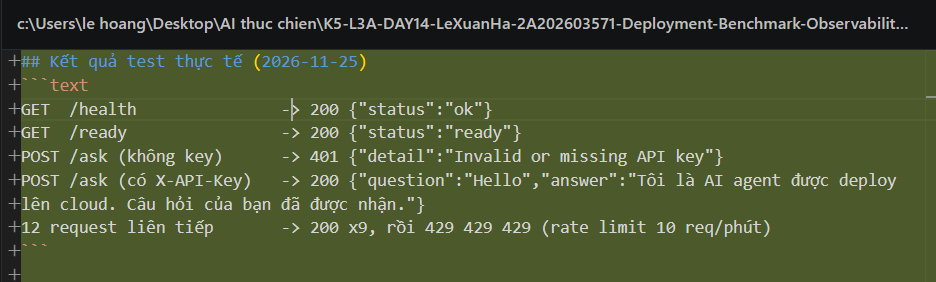 c:\Users\le hoang\Desktop\AI thuc chien\K5-L3A-DAY14-LeXuanHa-2A202603571-Deployment-Benchmark-Observabilit...
+## Kết quả test thực tế (2026-11-25)
+```text
+GET  /health               -> 200 {"status":"ok"}
+GET  /ready                -> 200 {"status":"ready"}
+POST /ask (không key)      -> 401 {"detail":"Invalid or missing API key"}
+POST /ask (có X-API-Key)   -> 200 {"question":"Hello","answer":"Tôi là AI agent được deploy
lên cloud. Câu hỏi của bạn đã được nhận."}
+12 request liên tiếp       -> 200 x9, rồi 429 429 429 (rate limit 10 req/phút)
+```
+